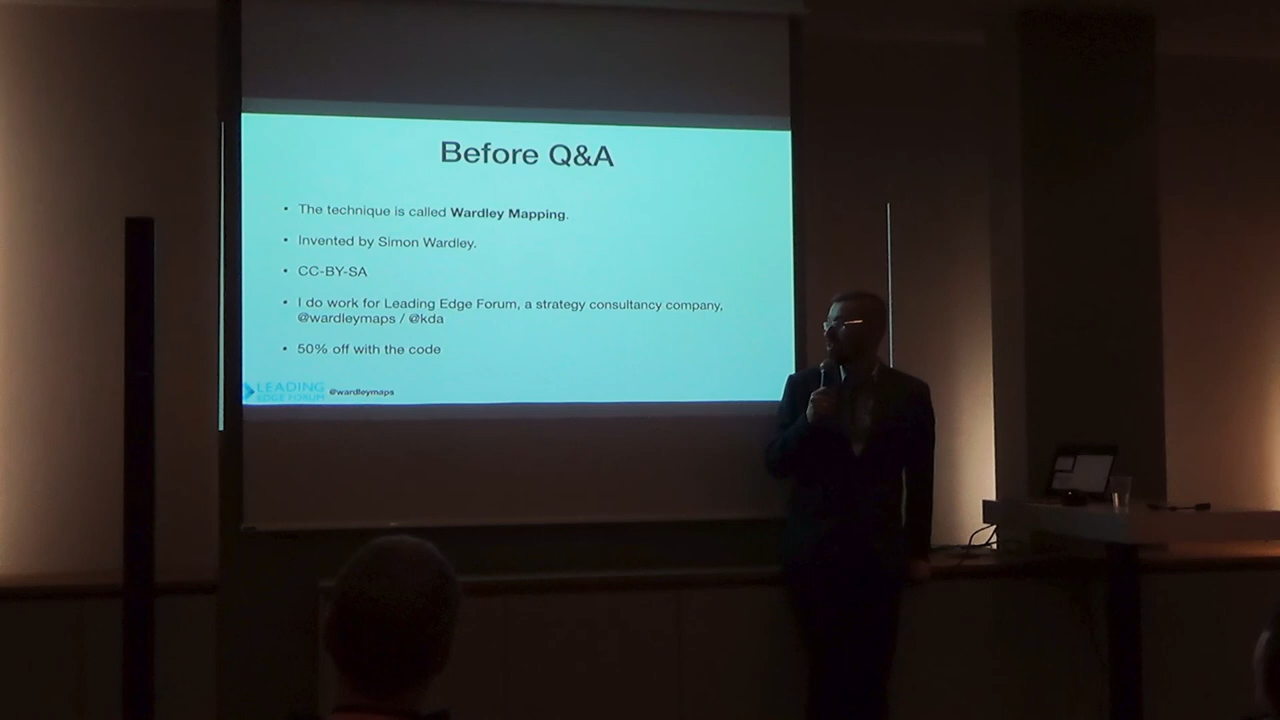 Before Q&A
• The technique is called Wardley Mapping.
• Invented by Simon Wardley.
• CC-BY-SA
• I do work for Leading Edge Forum, a strategy consultancy company,
@wardleymaps / @kda
• 50% off with the code
LEADING
EDGE FORUM
@wardleymaps